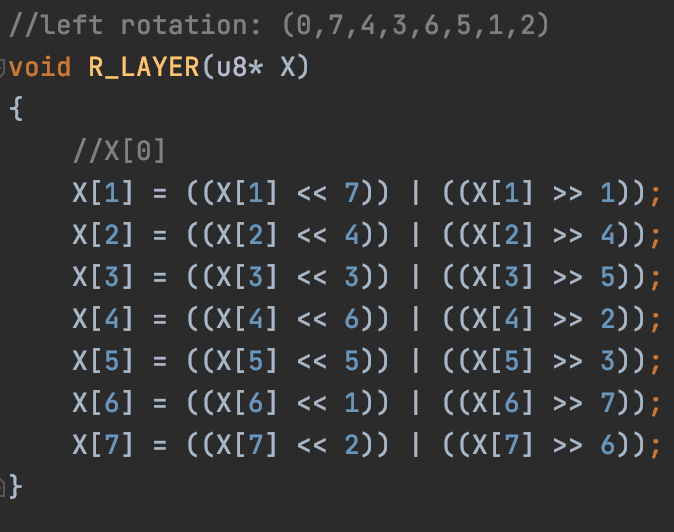 //left rotation: (0,7,4,3,6,5,1,2)
void R_LAYER(u8* X)
{
    //X[0]
    X[1] = ((X[1] << 7)) | ((X[1] >> 1));
    X[2] = ((X[2] << 4)) | ((X[2] >> 4));
    X[3] = ((X[3] << 3)) | ((X[3] >> 5));
    X[4] = ((X[4] << 6)) | ((X[4] >> 2));
    X[5] = ((X[5] << 5)) | ((X[5] >> 3));
    X[6] = ((X[6] << 1)) | ((X[6] >> 7));
    X[7] = ((X[7] << 2)) | ((X[7] >> 6));
}